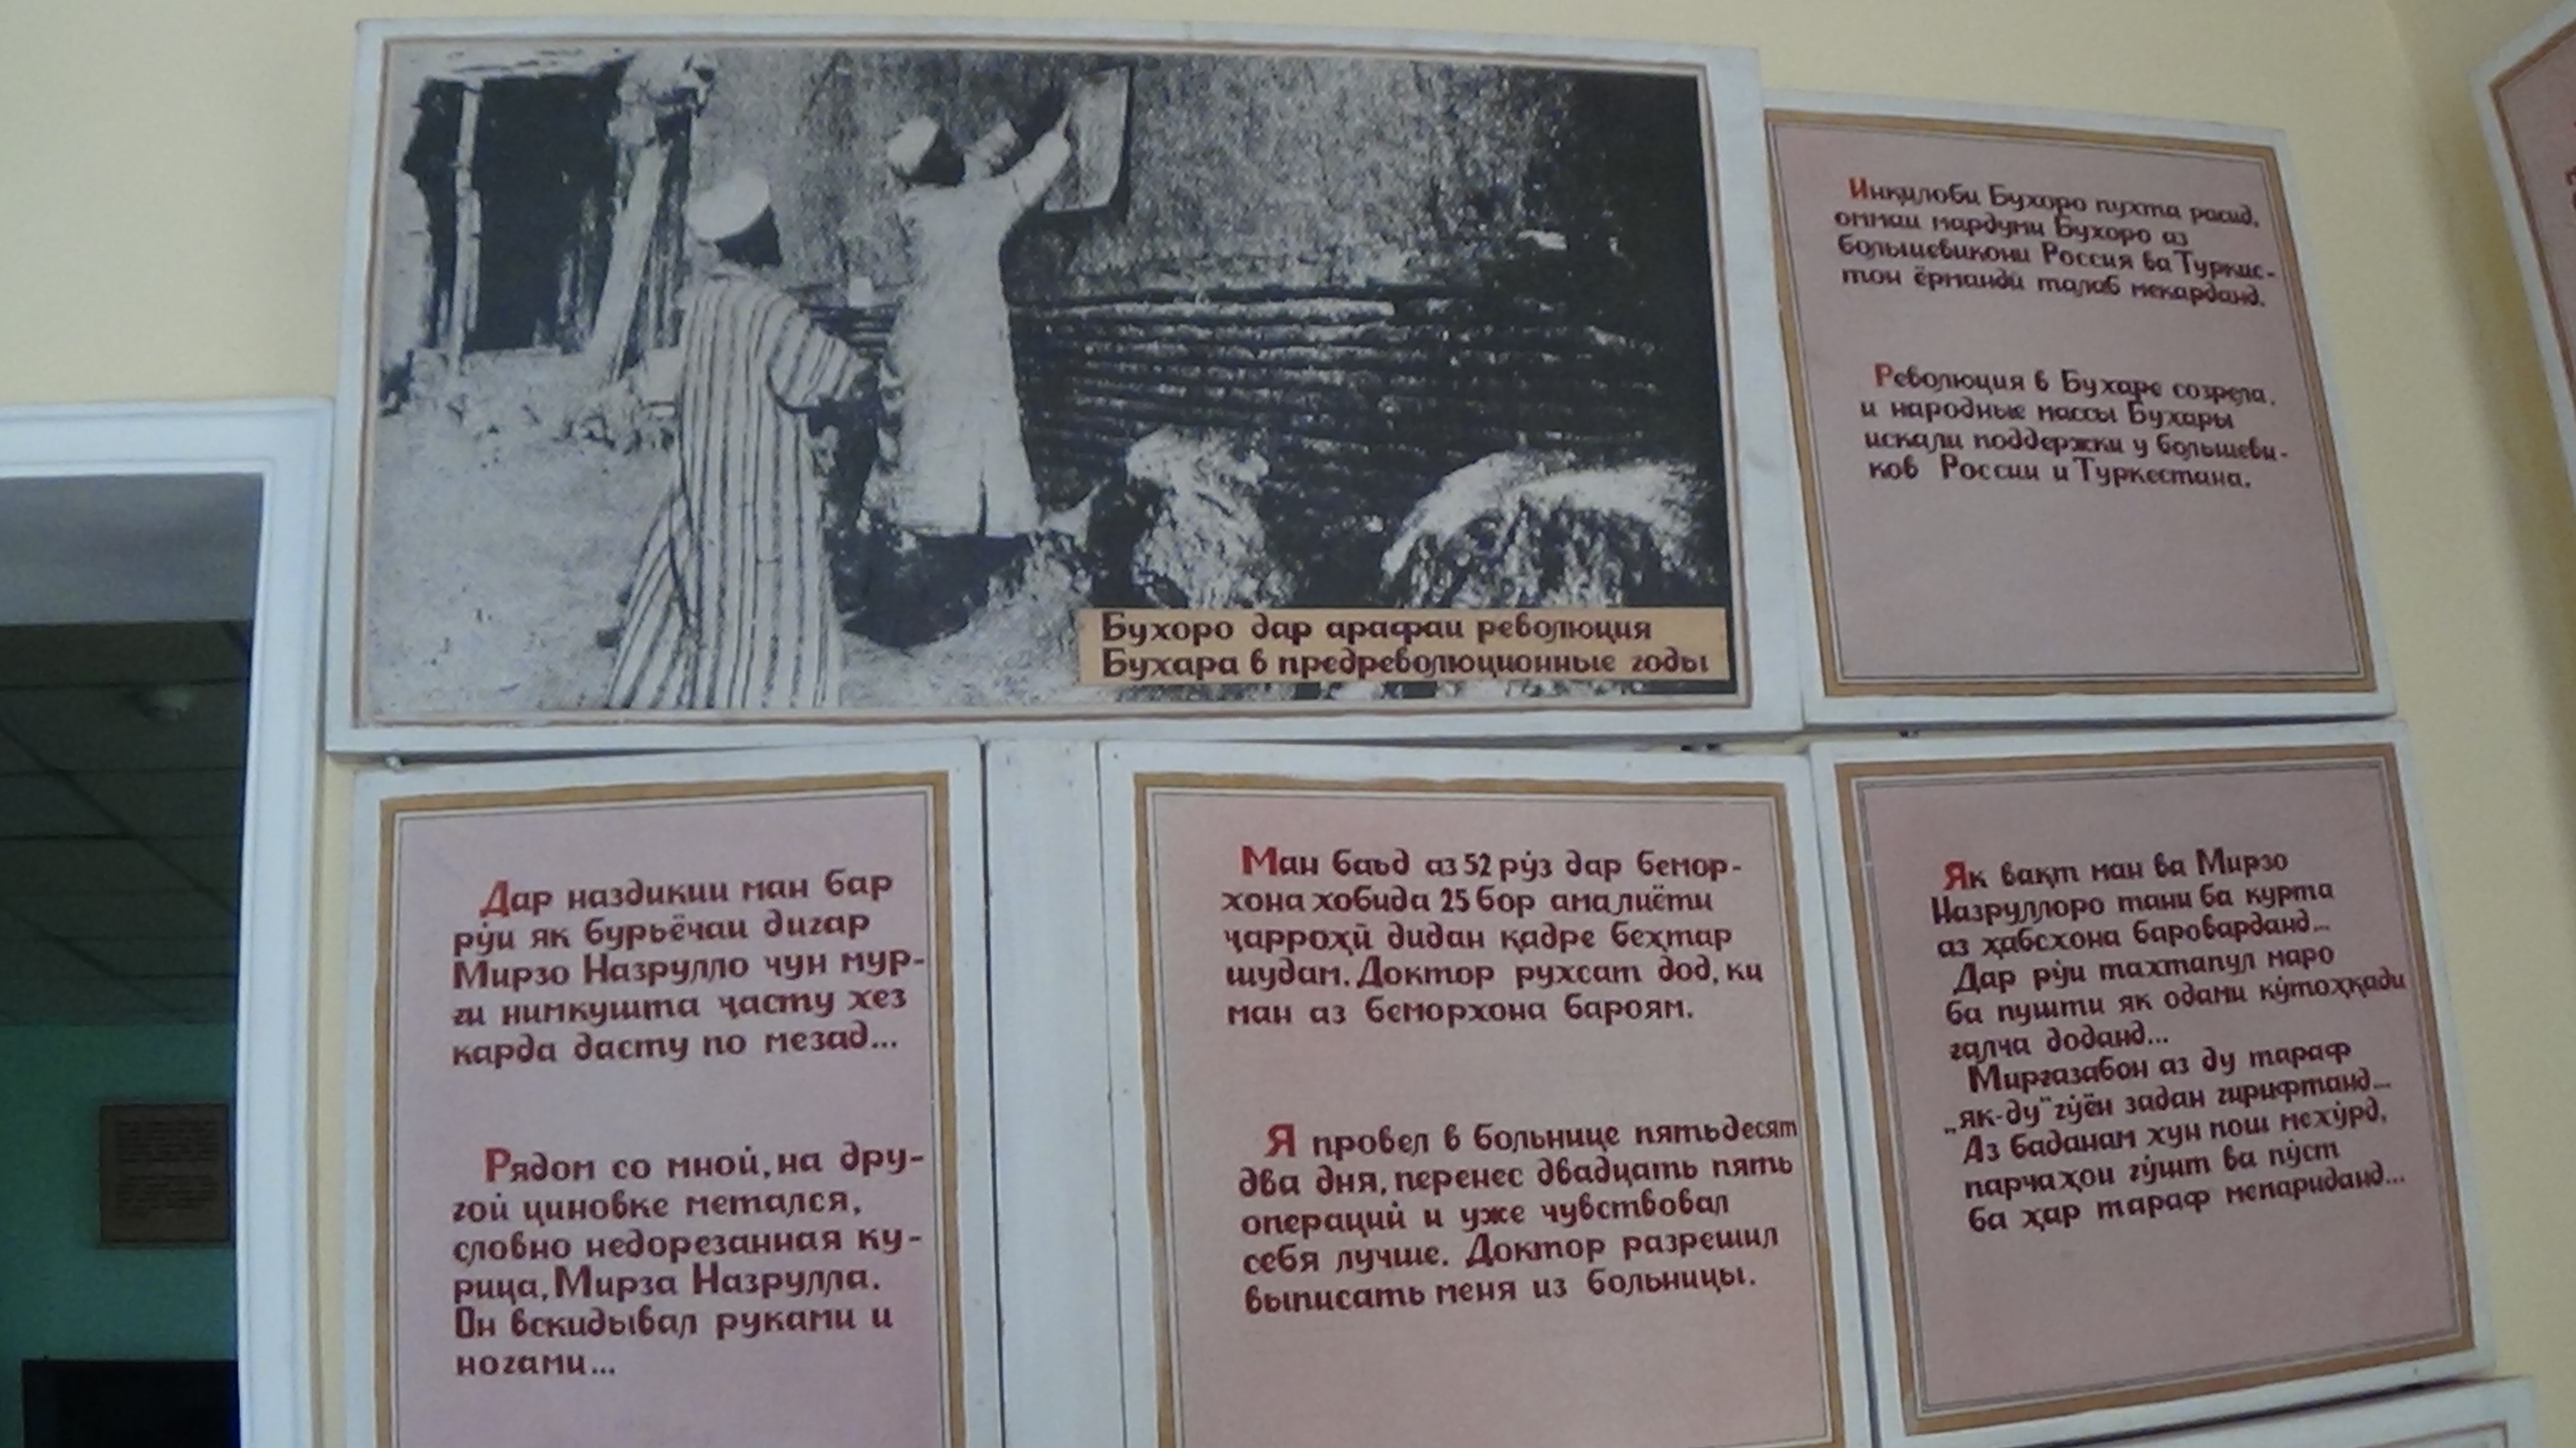 Бухоро дар арафаи революция
Бухара в предреволюционные годы
Инқилоби Бухоро пухта расид,
оммаи мардуми Бухоро аз
большевикони Россия ва Туркис-
тон ёрмандӣ талаб мекарданд.
Революция в Бухаре созрела,
и народные массы Бухары
искали поддержки у большеви-
ков России и Туркестана.
Дар наздикии ман бар
рӯи як бурьёчаи дигар
Мирзо Назрулло чун мур-
ғи нимкушта ҷасту хез
карда дасту по мезад...
Рядом со мной, на дру-
гой циновке метался,
словно недорезанная ку-
рица, Мирза Назрулла.
Он вскидывал руками и
ногами...
Ман баъд аз 52 рӯз дар бемор-
хона хобида 25 бор амалиёти
ҷарроҳӣ дидан қадре беҳтар
шудам. Доктор рухсат дод, ки
ман аз беморхона бароям.
Я провел в больнице пятьдесят
два дня, перенес двадцать пять
операций и уже чувствовал
себя лучше. Доктор разрешил
выписать меня из больницы.
Як вақт ман ва Мирзо
Назруллоро тани ба курта
аз ҳабсхона бароварданд...
Дар рӯи тахтапул маро
ба пушти як одами кӯтоҳқади
ғалча доданд...
Мирғазабон аз ду тараф
„як-ду" гӯён задан гирифтанд...
Аз баданам хун пош мехӯрд,
парчаҳои гӯшт ва пӯст
ба ҳар тараф мепариданд...